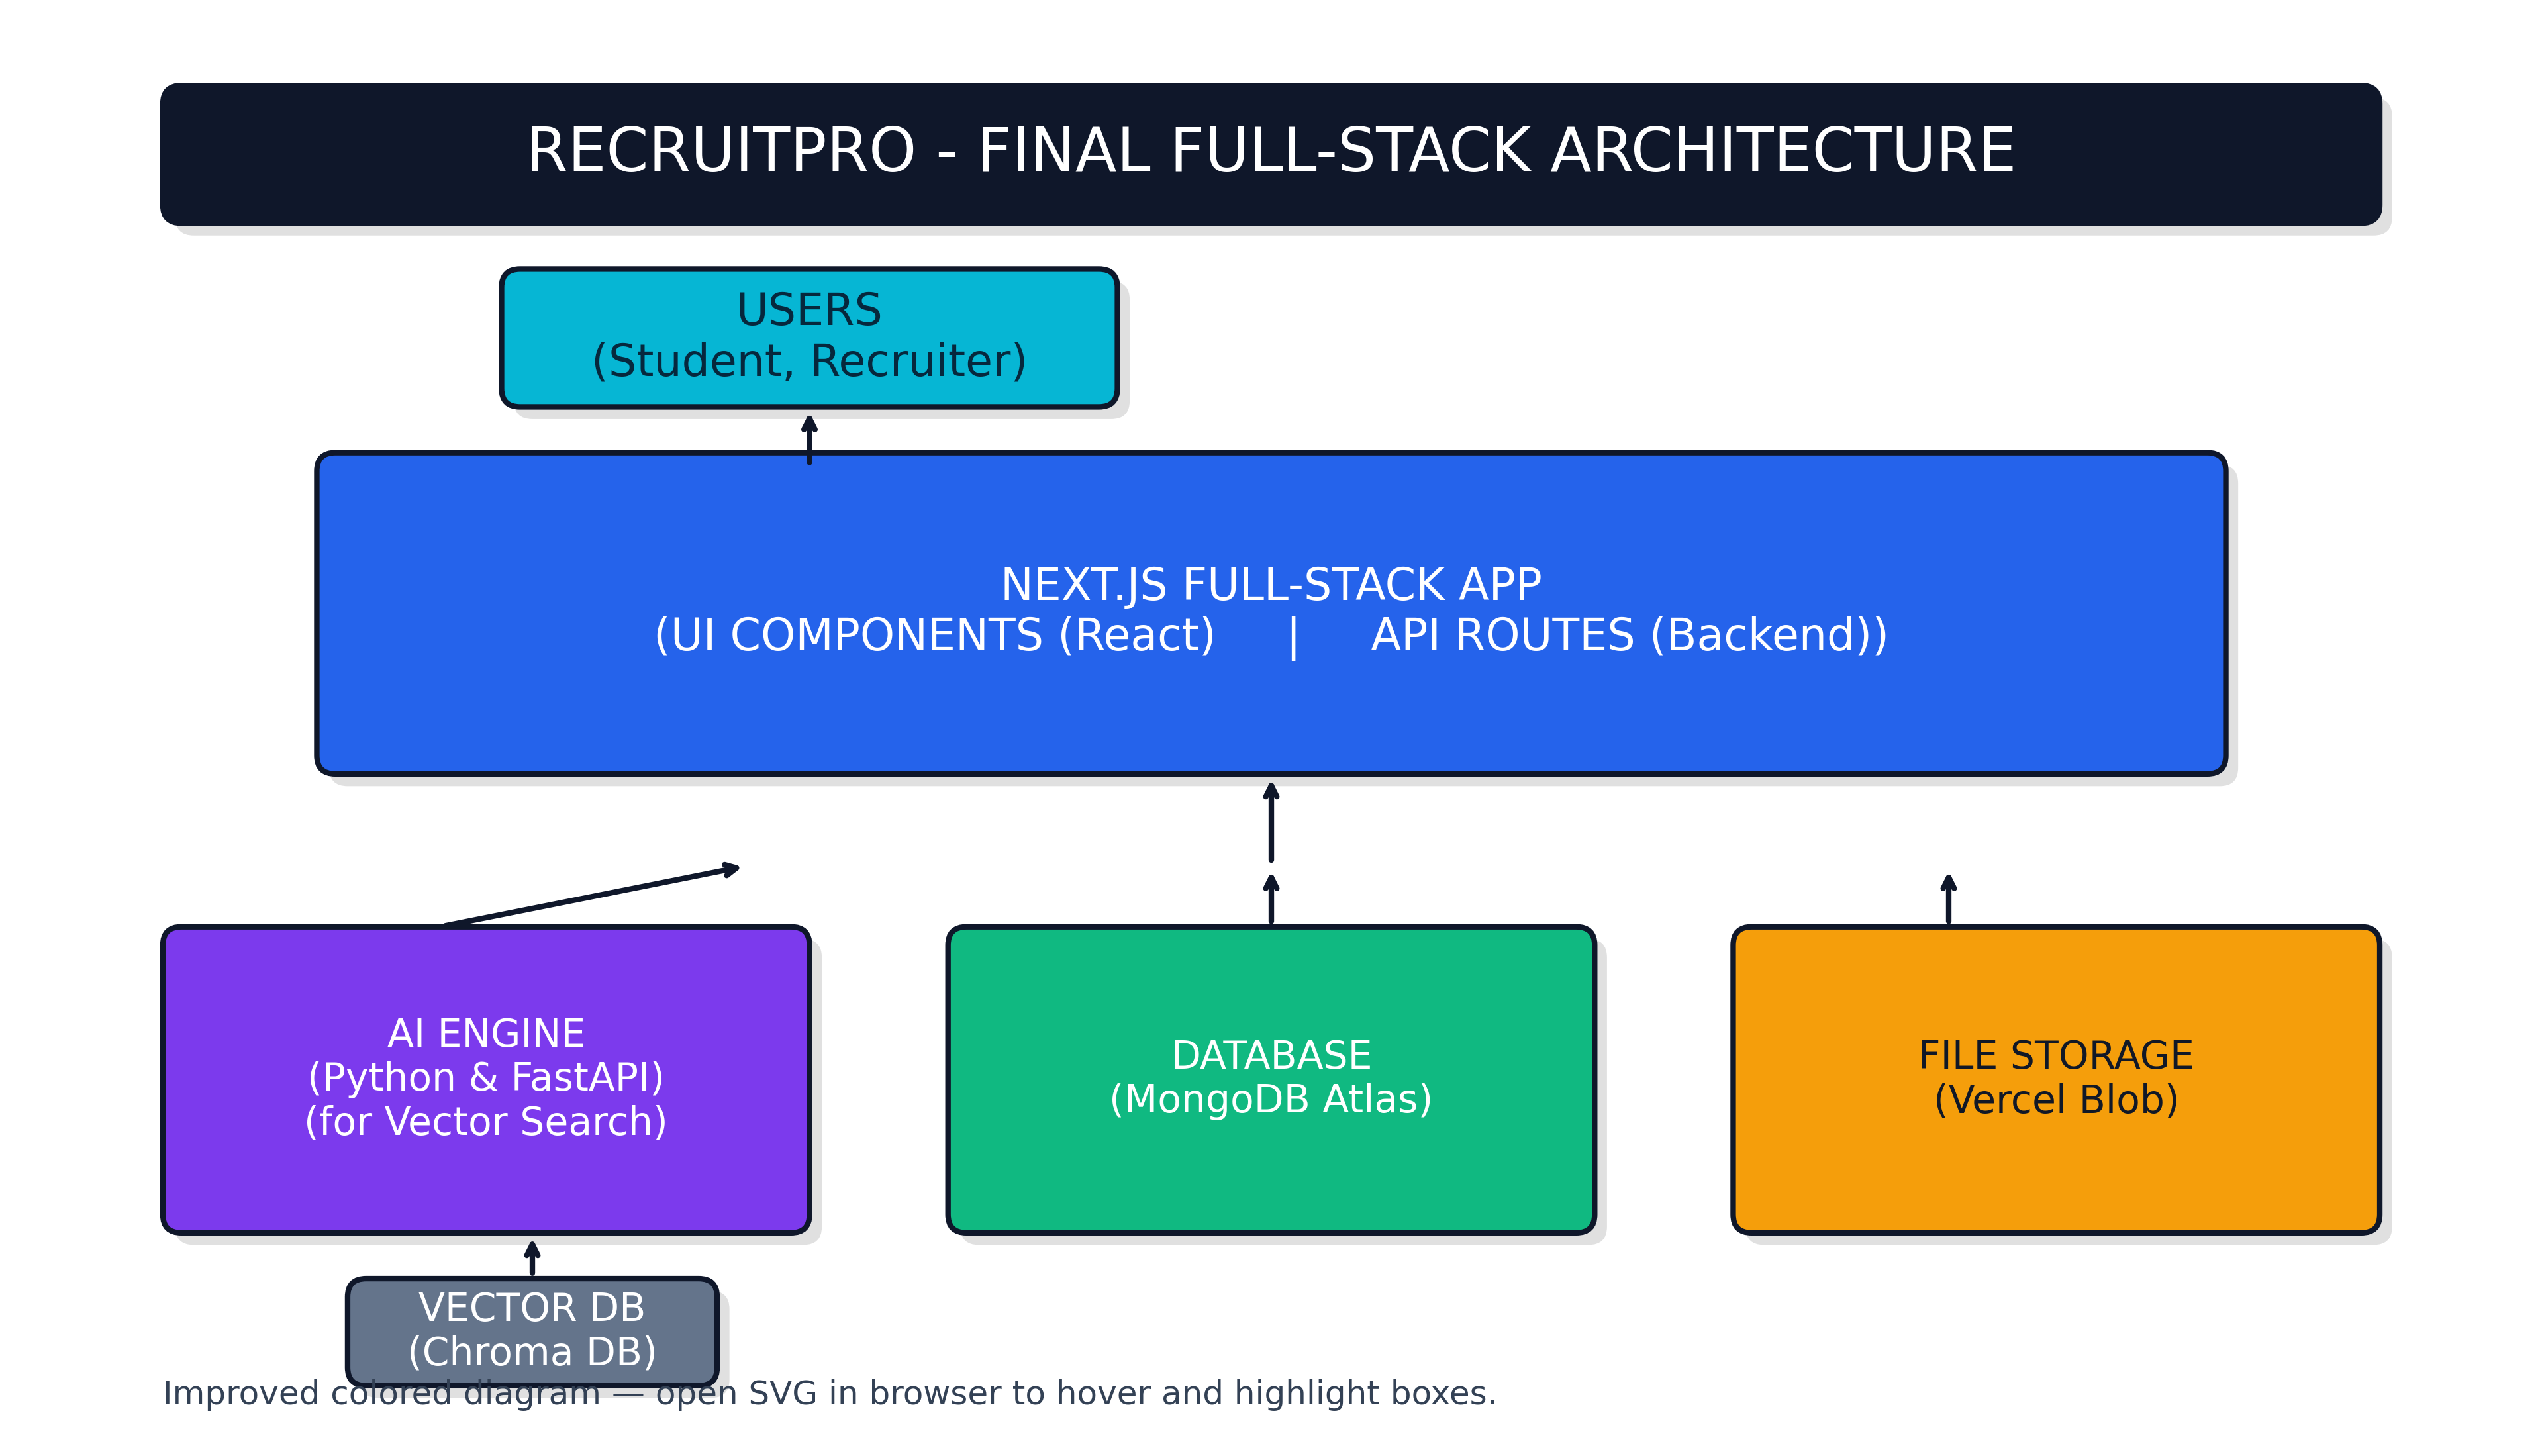 RECRUITPRO - FINAL FULL-STACK ARCHITECTURE
USERS
(Student, Recruiter)
NEXT.JS FULL-STACK APP
(UI COMPONENTS (React) | API ROUTES (Backend))
AI ENGINE
(Python & FastAPI)
(for Vector Search)
DATABASE
(MongoDB Atlas)
FILE STORAGE
(Vercel Blob)
VECTOR DB
(Chroma DB)
Improved colored diagram — open SVG in browser to hover and highlight boxes.